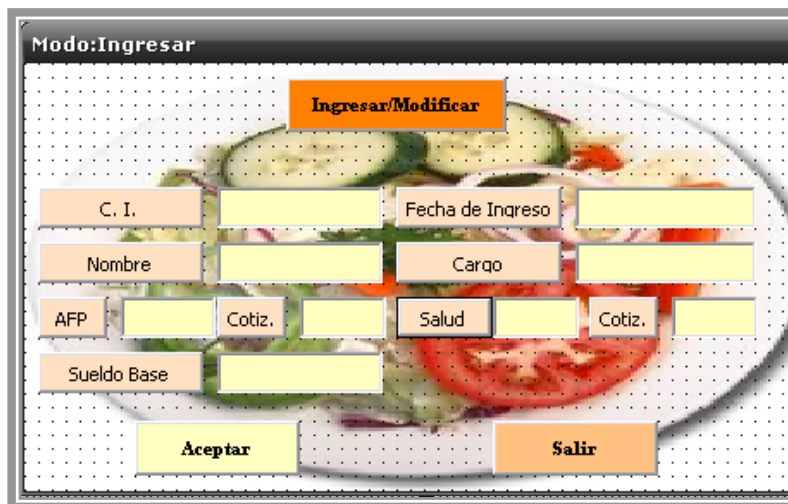 Modo:Ingresar
Ingresar/Modificar
C. I. Fecha de Ingreso
Nombre Cargo
AFP Cotiz. Salud Cotiz.
Sueldo Base
Aceptar Salir